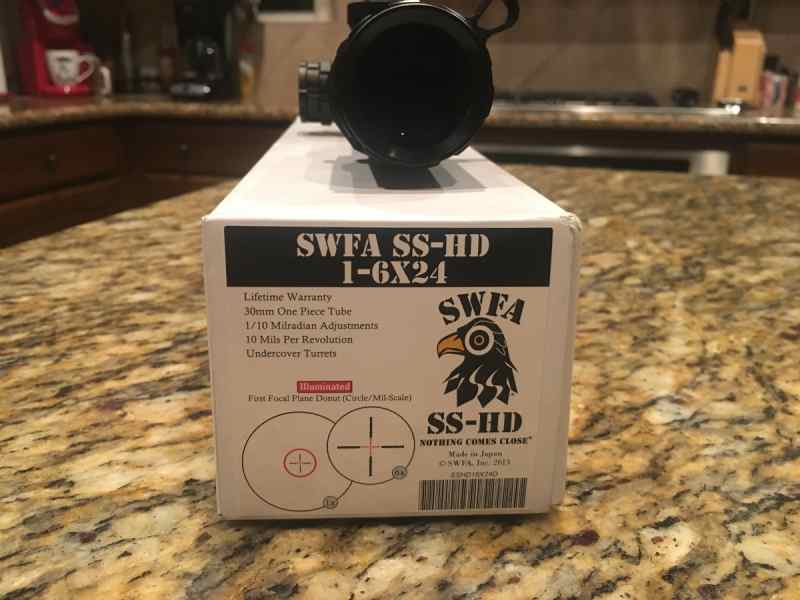 SWFA SS-HD
1-6X24
Lifetime Warranty
30mm One Piece Tube
1/10 Milradian Adjustments
10 Mils Per Revolution
Undercover Turrets
Illuminated
First Focal Plane Donut (Circle/Mil-Scale)
1x
6x
SWFA
SS-HD
NOTHING COMES CLOSE®
Made in Japan
© SWFA, Inc. 2013
SSHD16X24D